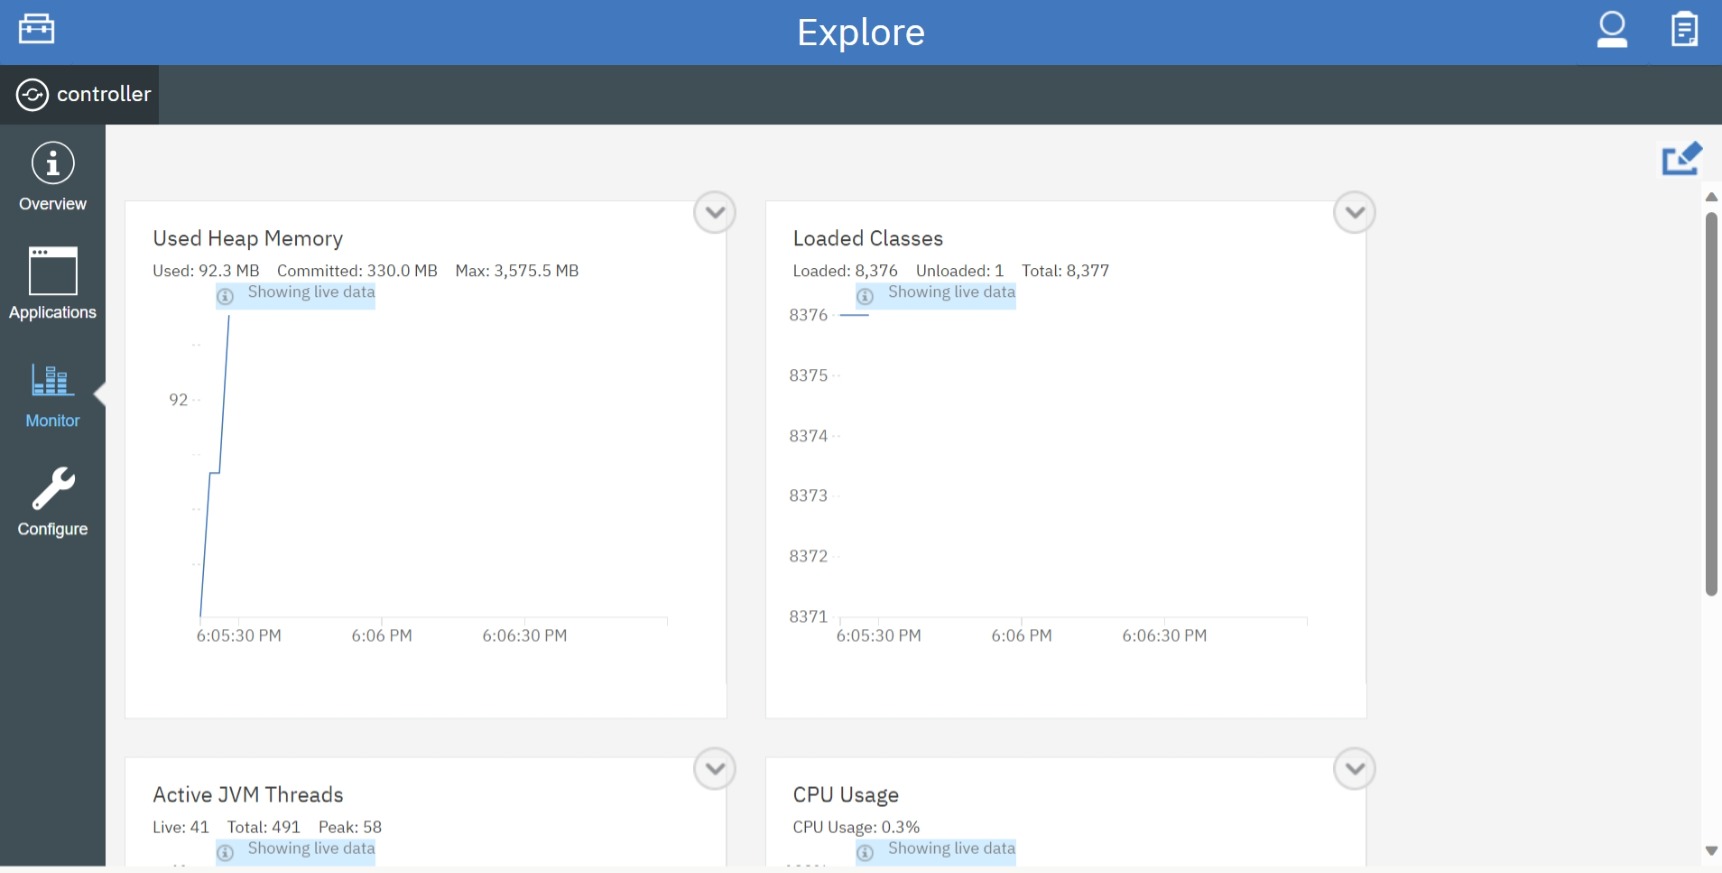 Explore
controller
Overview
Applications
Monitor
Configure
Used Heap Memory
Used: 92.3 MB Committed: 330.0 MB Max: 3,575.5 MB
Showing live data
92
6:05:30 PM 6:06 PM 6:06:30 PM
Loaded Classes
Loaded: 8,376 Unloaded: 1 Total: 8,377
Showing live data
8376
8375
8374
8373
8372
8371
6:05:30 PM 6:06 PM 6:06:30 PM
Active JVM Threads
Live: 41 Total: 491 Peak: 58
Showing live data
CPU Usage
CPU Usage: 0.3%
Showing live data